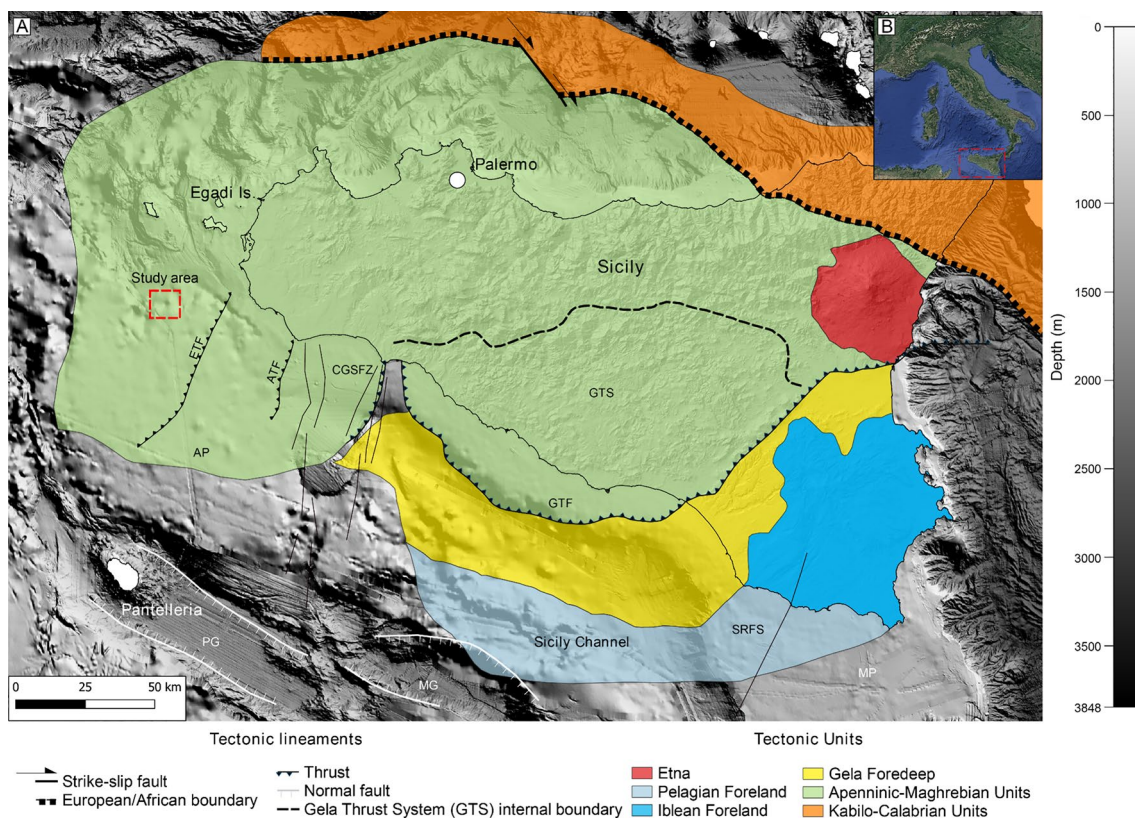 A
B
Palermo
Egadi Is.
Study area
Sicily
ETF
ATF
CGSFZ
GTS
AP
GTF
Pantelleria
PG
Sicily Channel
SRFS
MG
MP
0 25 50 km
0
500
1000
1500
2000
2500
3000
3500
3848
Depth (m)
Tectonic lineaments
Strike-slip fault
European/African boundary
Thrust
Normal fault
Gela Thrust System (GTS) internal boundary
Tectonic Units
Etna
Pelagian Foreland
Iblean Foreland
Gela Foredeep
Apenninic-Maghrebian Units
Kabilo-Calabrian Units